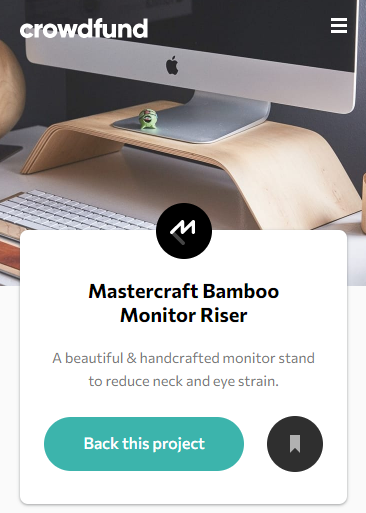 crowdfund
Mastercraft Bamboo
Monitor Riser
A beautiful & handcrafted monitor stand
to reduce neck and eye strain.
Back this project